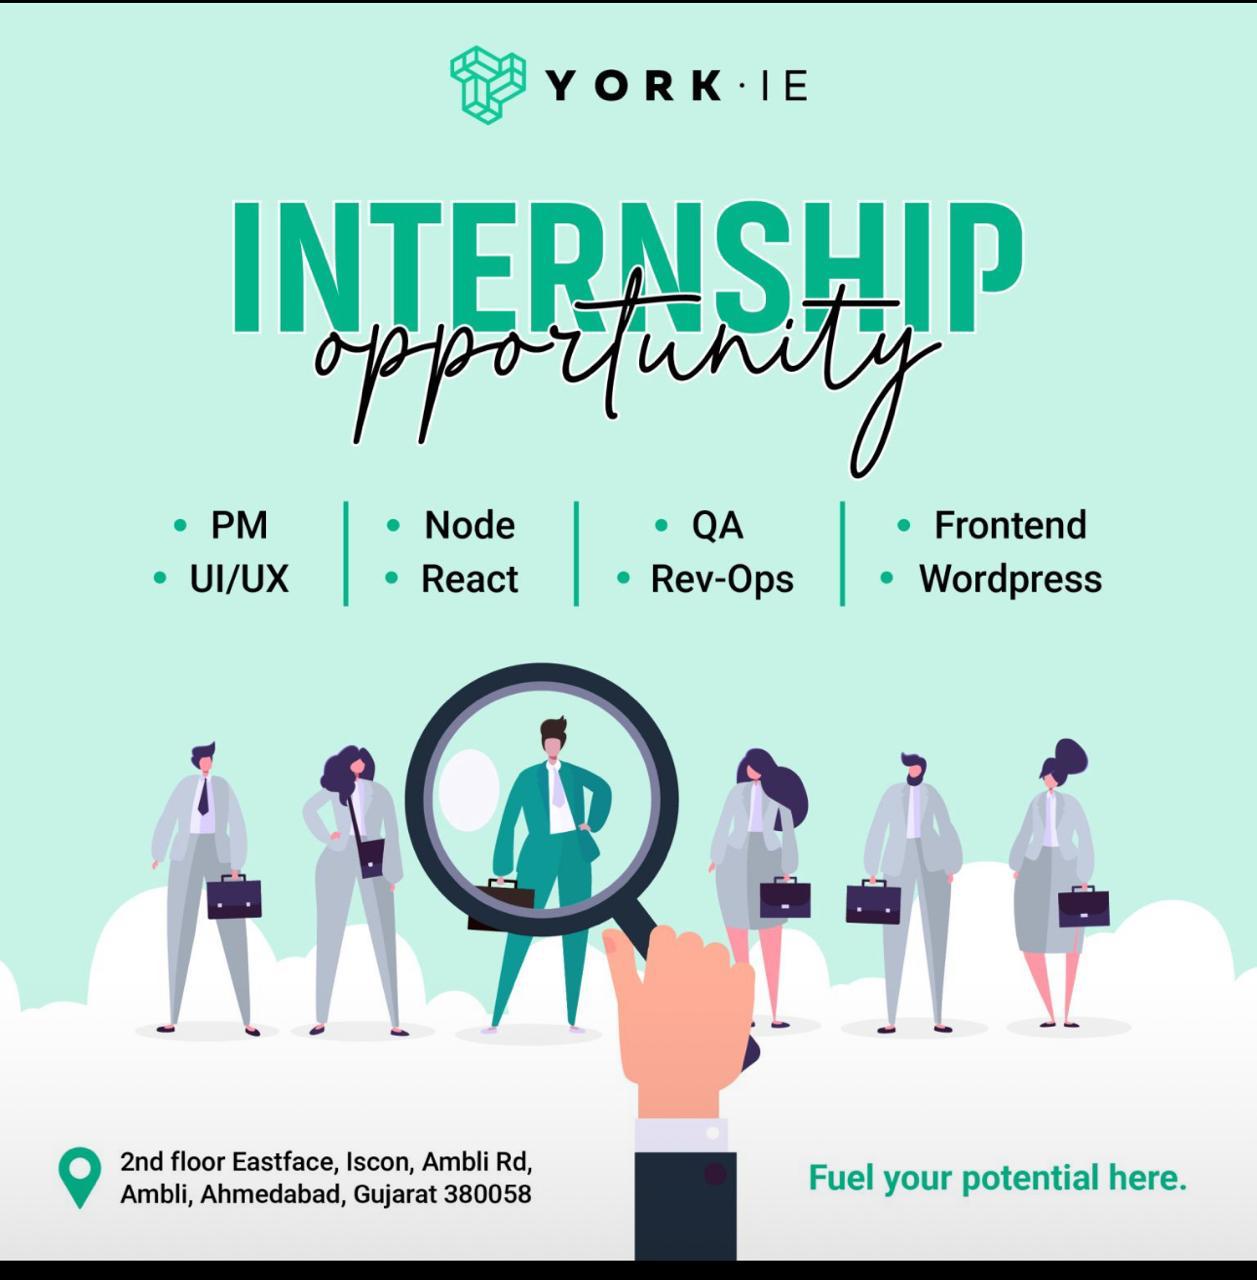 YORK·IE
INTERNSHIP
opportunity
• PM
• UI/UX
• Node
• React
• QA
• Rev-Ops
• Frontend
• Wordpress
2nd floor Eastface, Iscon, Ambli Rd,
Ambli, Ahmedabad, Gujarat 380058
Fuel your potential here.